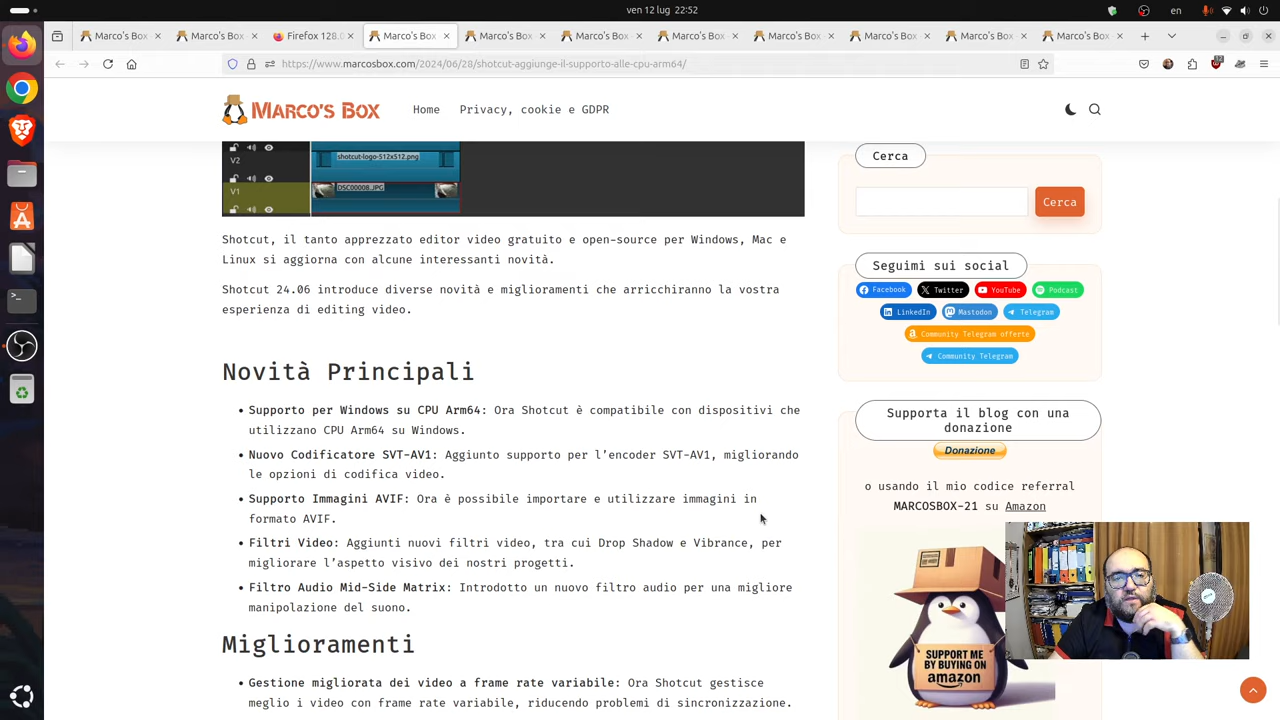 ven 12 lug 22:52
en
Marco's Box
Marco's Box
Firefox 128.0
Marco's Box
Marco's Box
Marco's Box
Marco's Box
Marco's Box
Marco's Box
Marco's Box
Marco's Box
https://www.marcosbox.com/2024/06/28/shotcut-aggiunge-il-supporto-alle-cpu-arm64/
MARCO'S BOX
Home
Privacy, cookie e GDPR
V2
shotcut-logo-512x512.png
V1
DSC00008.JPG
Shotcut, il tanto apprezzato editor video gratuito e open-source per Windows, Mac e
Linux si aggiorna con alcune interessanti novità.
Shotcut 24.06 introduce diverse novità e miglioramenti che arricchiranno la vostra
esperienza di editing video.
Novità Principali
• Supporto per Windows su CPU Arm64: Ora Shotcut è compatibile con dispositivi che
utilizzano CPU Arm64 su Windows.
• Nuovo Codificatore SVT-AV1: Aggiunto supporto per l'encoder SVT-AV1, migliorando
le opzioni di codifica video.
• Supporto Immagini AVIF: Ora è possibile importare e utilizzare immagini in
formato AVIF.
• Filtri Video: Aggiunti nuovi filtri video, tra cui Drop Shadow e Vibrance, per
migliorare l'aspetto visivo dei nostri progetti.
• Filtro Audio Mid-Side Matrix: Introdotto un nuovo filtro audio per una migliore
manipolazione del suono.
Miglioramenti
• Gestione migliorata dei video a frame rate variabile: Ora Shotcut gestisce
meglio i video con frame rate variabile, riducendo problemi di sincronizzazione.
Cerca
Cerca
Seguimi sui social
Facebook Twitter YouTube Podcast
LinkedIn Mastodon Telegram
Community Telegram offerte
Community Telegram
Supporta il blog con una
donazione
Donazione
o usando il mio codice referral
MARCOSBOX-21 su Amazon
SUPPORT ME
BY BUYING ON
amazon